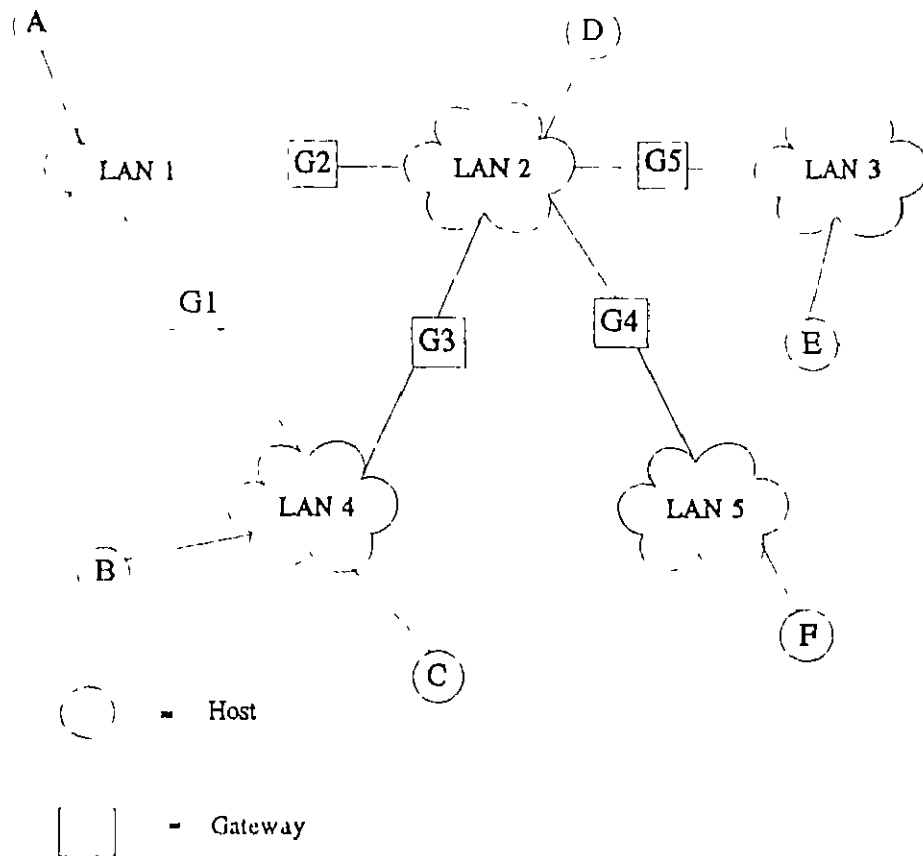 A
D
LAN 1
G2
LAN 2
G5
LAN 3
G1
G3
G4
E
LAN 4
LAN 5
B
C
F
= Host
= Gateway